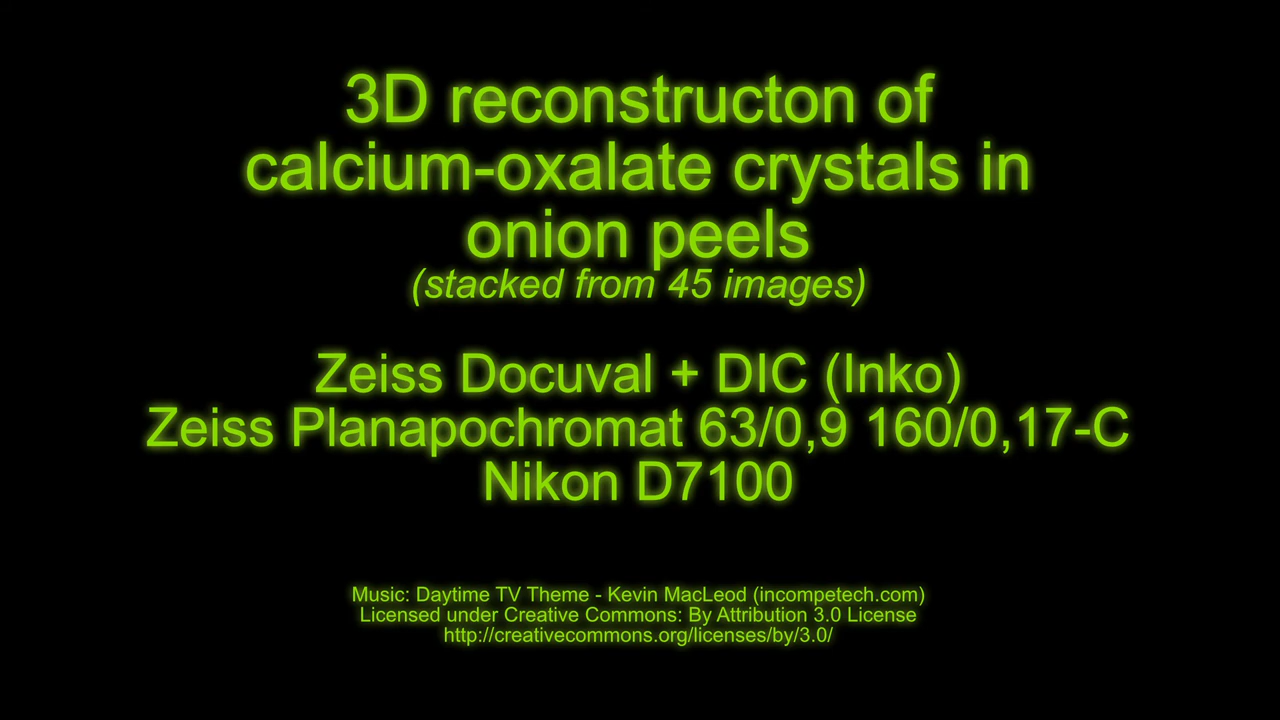 3D reconstructon of
calcium-oxalate crystals in
onion peels
(stacked from 45 images)
Zeiss Docuval + DIC (Inko)
Zeiss Planapochromat 63/0,9 160/0,17-C
Nikon D7100
Music: Daytime TV Theme - Kevin MacLeod (incompetech.com)
Licensed under Creative Commons: By Attribution 3.0 License
http://creativecommons.org/licenses/by/3.0/